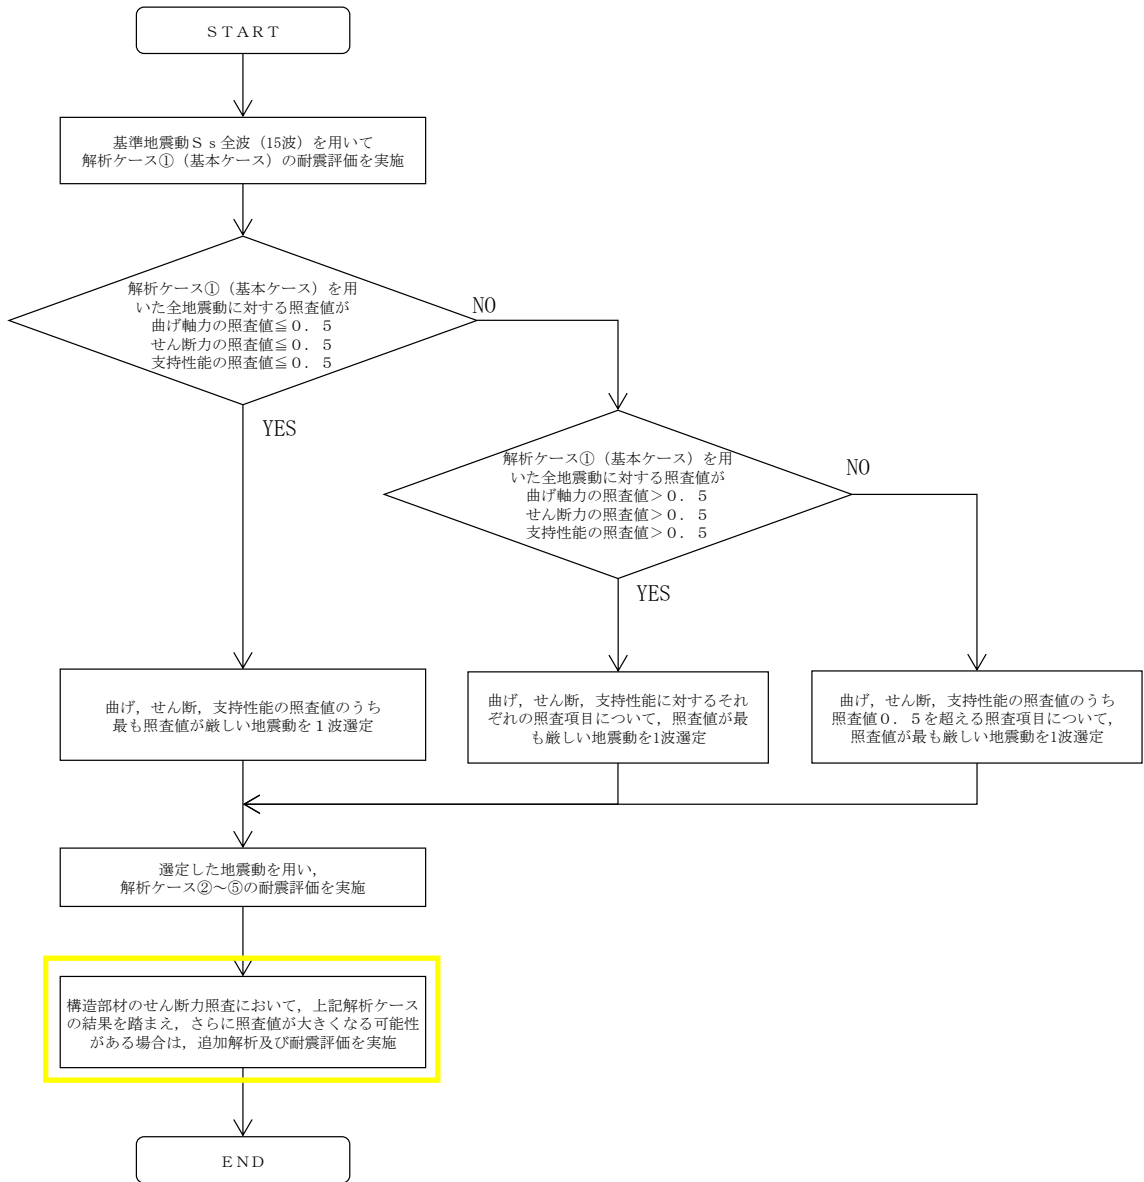 ＳＴＡＲＴ
基準地震動Ｓｓ全波（15波）を用いて
解析ケース①（基本ケース）の耐震評価を実施
解析ケース①（基本ケース）を用
いた全地震動に対する照査値が
曲げ軸力の照査値≦０．５
せん断力の照査値≦０．５
支持性能の照査値≦０．５
NO
YES
解析ケース①（基本ケース）を用
いた全地震動に対する照査値が
曲げ軸力の照査値＞０．５
せん断力の照査値＞０．５
支持性能の照査値＞０．５
NO
YES
曲げ，せん断，支持性能の照査値のうち
最も照査値が厳しい地震動を１波選定
曲げ，せん断，支持性能に対するそれ
ぞれの照査項目について，照査値が最
も厳しい地震動を1波選定
曲げ，せん断，支持性能の照査値のうち
照査値０．５を超える照査項目について，
照査値が最も厳しい地震動を1波選定
選定した地震動を用い，
解析ケース②～⑤の耐震評価を実施
構造部材のせん断力照査において，上記解析ケース
の結果を踏まえ，さらに照査値が大きくなる可能性
がある場合は，追加解析及び耐震評価を実施
ＥＮＤ